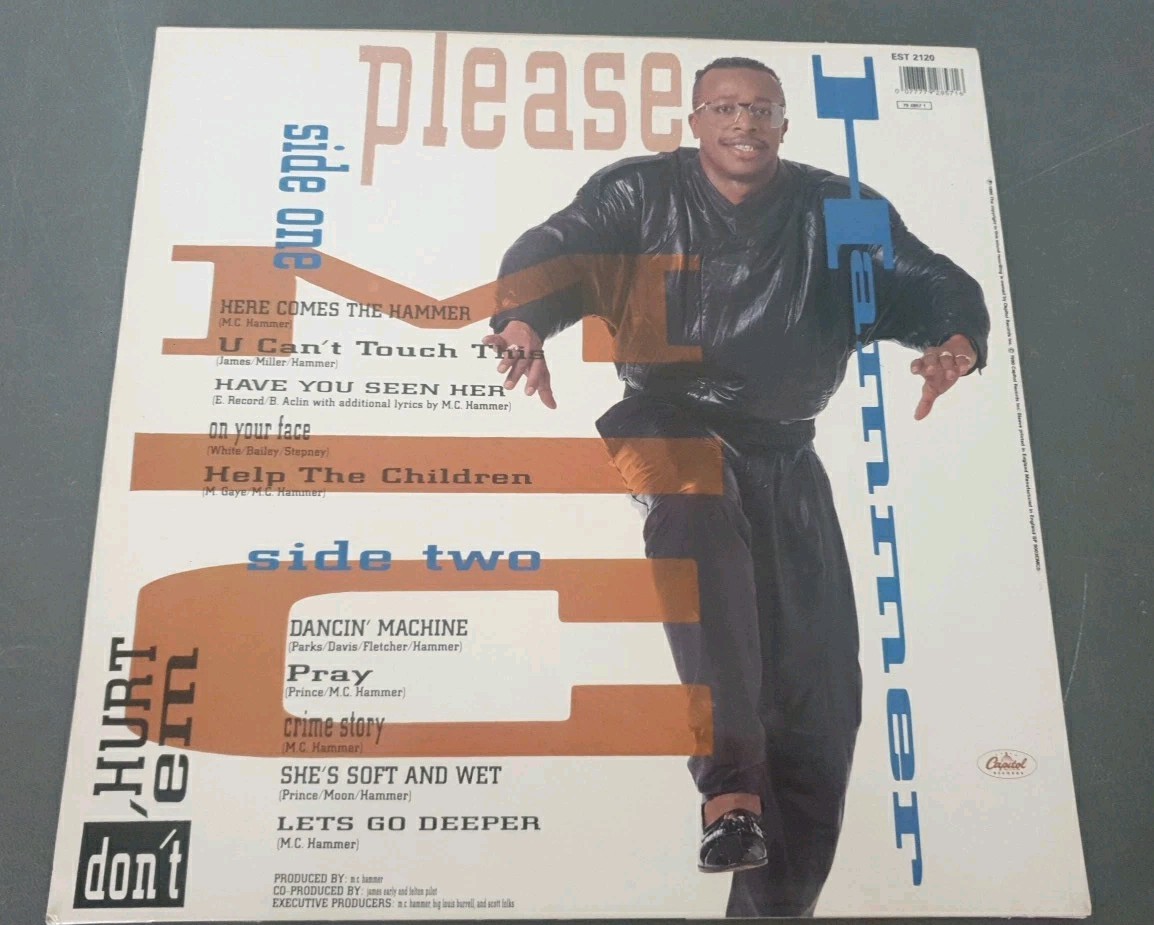 please
EST 2120
M.C.
Hammer
side one
HERE COMES THE HAMMER
(M.C. Hammer)
U Can't Touch This
(James/Miller/Hammer)
HAVE YOU SEEN HER
(E. Record/B. Aclin with additional lyrics by M.C. Hammer)
on your face
(White/Bailey/Stepney)
Help The Children
(M. Gaye/M.C. Hammer)
side two
DANCIN' MACHINE
(Parks/Davis/Fletcher/Hammer)
Pray
(Prince/M.C. Hammer)
crime story
(M.C. Hammer)
SHE'S SOFT AND WET
(Prince/Moon/Hammer)
LETS GO DEEPER
(M.C. Hammer)
don't
,HURT
'em
PRODUCED BY: m.c. hammer
CO-PRODUCED BY: james early and felton pilot
EXECUTIVE PRODUCERS: m.c. hammer, big louis burrell, and scott folks
Capitol
RECORDS